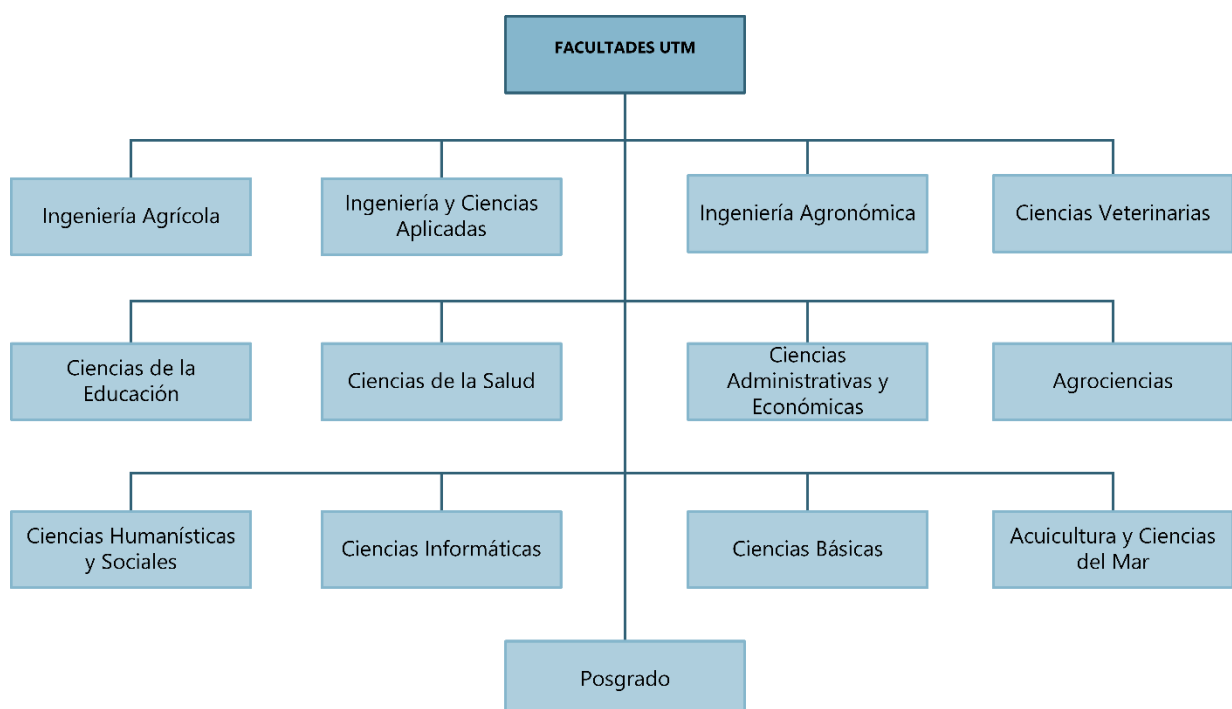 FACULTADES UTM
Ingeniería Agrícola
Ingeniería y Ciencias
Aplicadas
Ingeniería Agronómica
Ciencias Veterinarias
Ciencias de la
Educación
Ciencias de la Salud
Ciencias
Administrativas y
Económicas
Agrociencias
Ciencias Humanísticas
y Sociales
Ciencias Informáticas
Ciencias Básicas
Acuicultura y Ciencias
del Mar
Posgrado